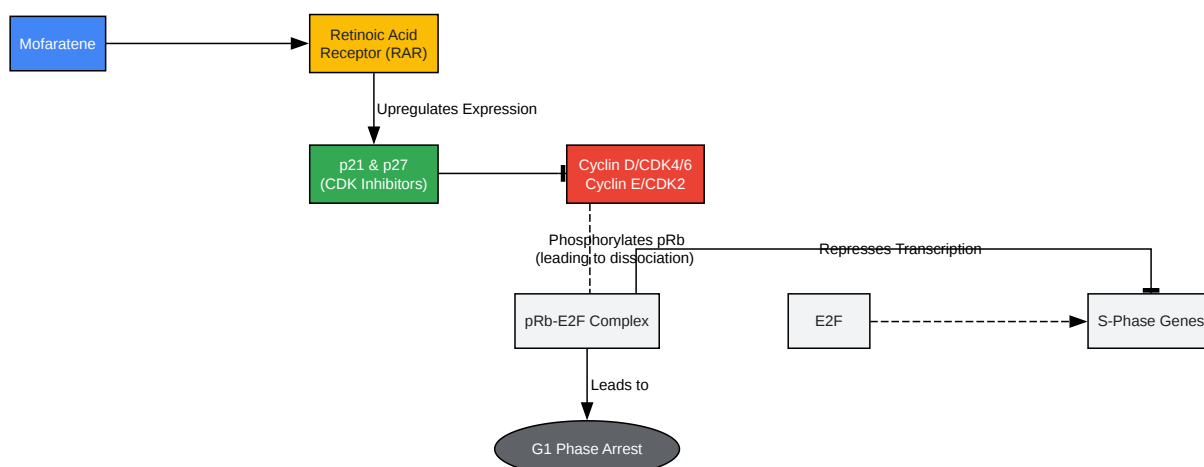 Mofaratene
Retinoic Acid
Receptor (RAR)
Upregulates Expression
p21 & p27
(CDK Inhibitors)
Cyclin D/CDK4/6
Cyclin E/CDK2
Phosphorylates pRb
(leading to dissociation)
Represses Transcription
pRb-E2F Complex
E2F
S-Phase Genes
Leads to
G1 Phase Arrest